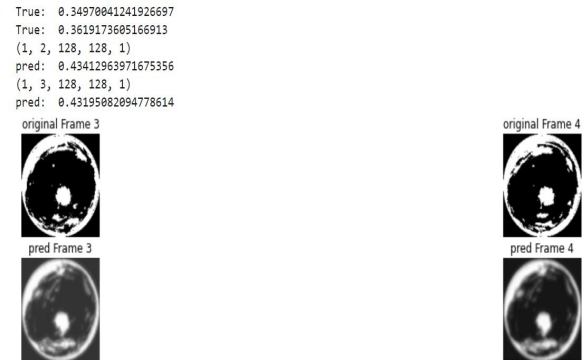 True: 0.34970041241926697
True: 0.3619173605166913
(1, 2, 128, 128, 1)
pred: 0.43412963971675356
(1, 3, 128, 128, 1)
pred: 0.43195082094778614
original Frame 3
original Frame 4
pred Frame 3
pred Frame 4